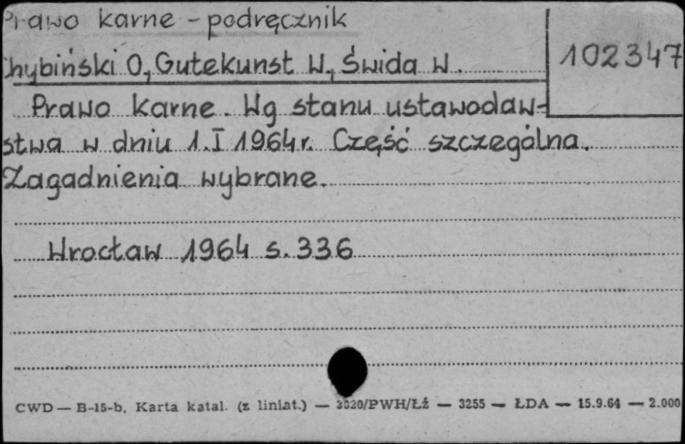 Prawo karne - podręcznik
102347
Chybiński O, Gutekunst W, Świda W.
Prawo karne. Wg stanu ustawodaw-
stwa w dniu 1.I 1964r. Część szczególna.
Zagadnienia wybrane.
Wrocław 1964 s. 336
CWD — B-15-b, Karta katal. (z liniat.) — 3020/PWH/Łź — 3255 — ŁDA — 15.9.64 — 2.000